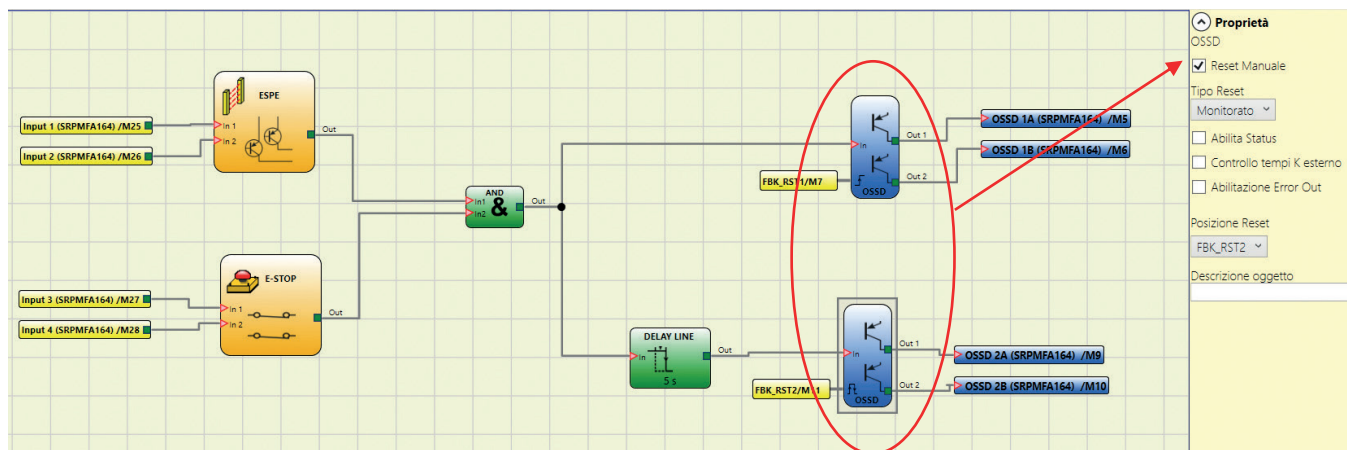 ESPE
Input 1 (SRPMFA164) /M25
Input 2 (SRPMFA164) /M26
In 1
In 2
Out
E-STOP
Input 3 (SRPMFA164) /M27
Input 4 (SRPMFA164) /M28
In 1
In 2
Out
AND
&
In1
In2
Out
DELAY LINE
In
5 s
Out
In
Out 1
Out 2
OSSD
FBK_RST1/M7
OSSD 1A (SRPMFA164) /M5
OSSD 1B (SRPMFA164) /M6
In
Out 1
Out 2
OSSD
OSSD 2A (SRPMFA164) /M9
OSSD 2B (SRPMFA164) /M10
Proprietà
OSSD
Reset Manuale
Tipo Reset
Monitorato
Abilita Status
Controllo tempi K esterno
Abilitazione Error Out
Posizione Reset
FBK_RST2
Descrizione oggetto